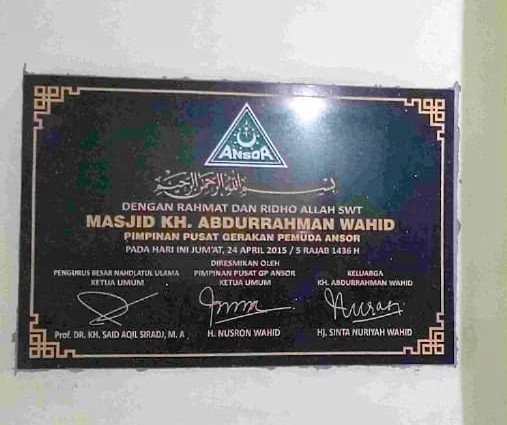 ANSOR
بسم الله الرحمن الرحيم
DENGAN RAHMAT DAN RIDHO ALLAH SWT
MASJID KH. ABDURRAHMAN WAHID
PIMPINAN PUSAT GERAKAN PEMUDA ANSOR
PADA HARI INI JUM'AT, 24 APRIL 2015 / 5 RAJAB 1436 H
DIRESMIKAN OLEH
PENGURUS BESAR NAHDLATUL ULAMA PIMPINAN PUSAT GP ANSOR KELUARGA
KETUA UMUM KETUA UMUM KH. ABDURRAHMAN WAHID
Prof. DR. KH. SAID AQIL SIRADJ, M. A H. NUSRON WAHID Hj. SINTA NURIYAH WAHID